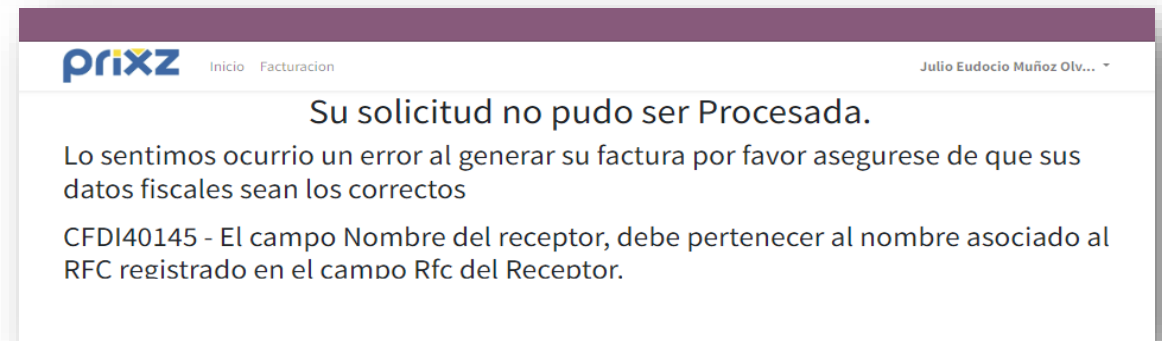 prixz
Inicio Facturacion
Julio Eudocio Muñoz Olv...
Su solicitud no pudo ser Procesada.
Lo sentimos ocurrio un error al generar su factura por favor asegurese de que sus
datos fiscales sean los correctos
CFDI40145 - El campo Nombre del receptor, debe pertenecer al nombre asociado al
RFC registrado en el campo Rfc del Receptor.